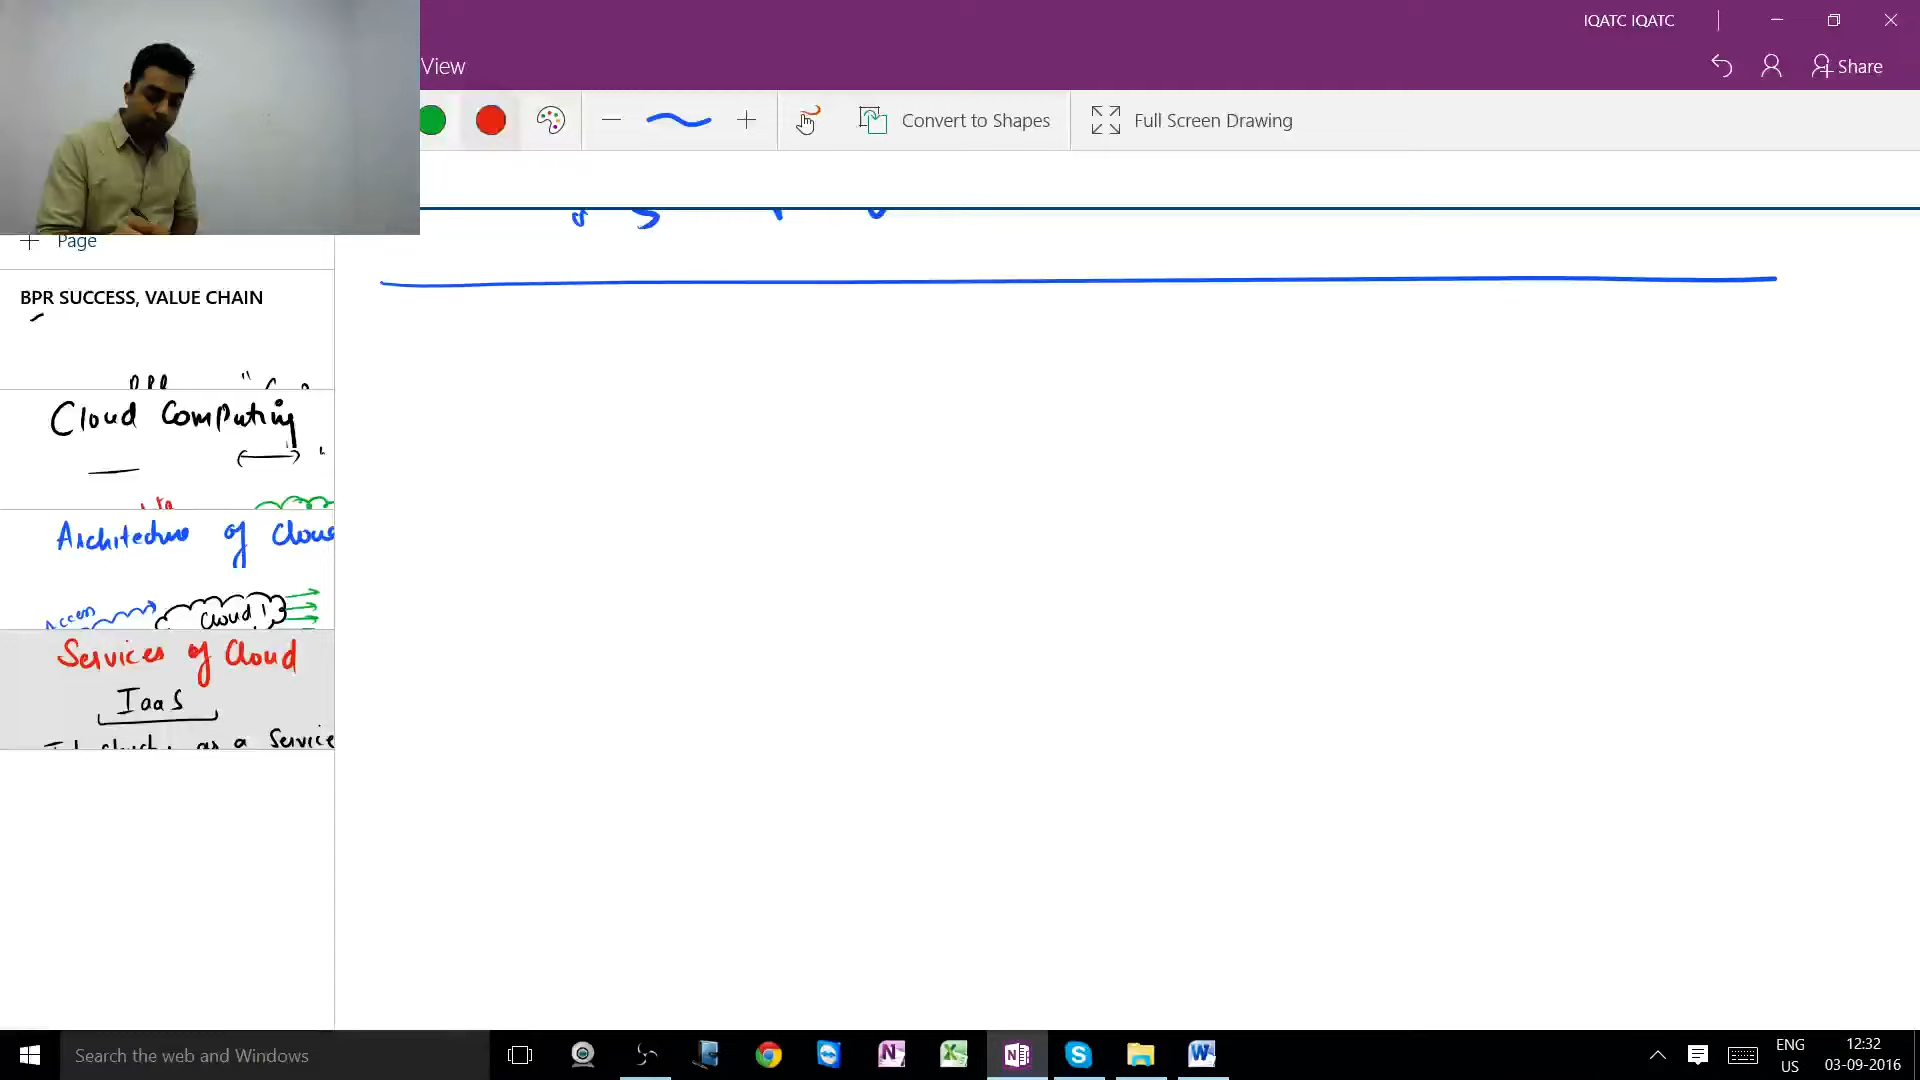 IQATC IQATC
View
Share
Convert to Shapes
Full Screen Drawing
Page
BPR SUCCESS, VALUE CHAIN
Cloud Computing
Architecture of Cloud
Access
Cloud
Services of Cloud
IaaS
as a Service
Search the web and Windows
ENG
US
12:32
03-09-2016